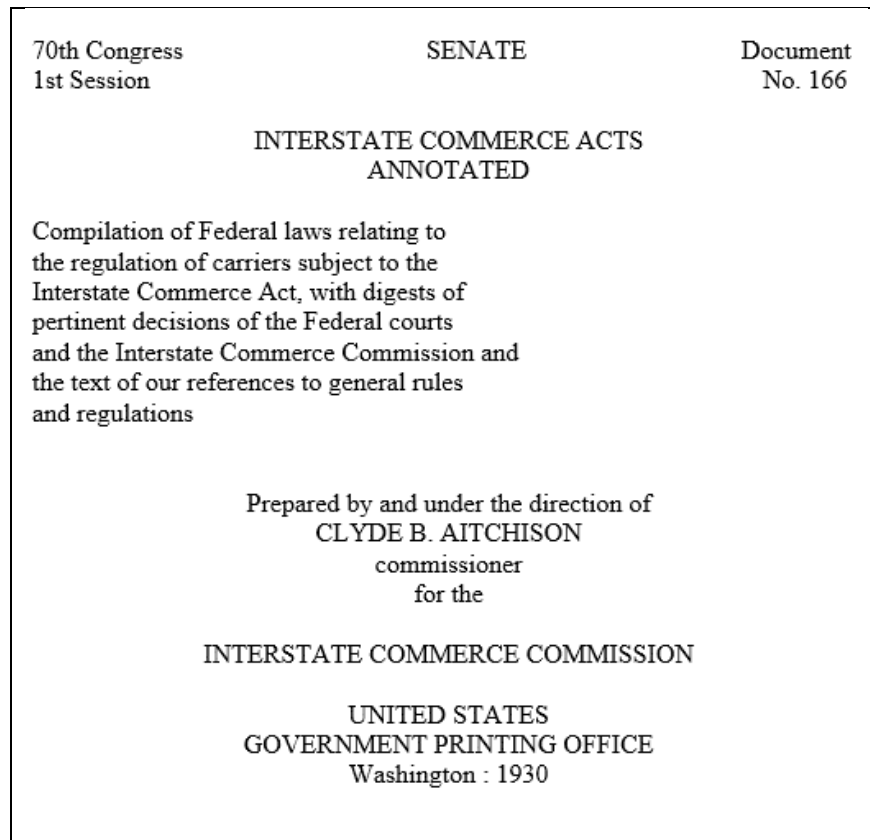 70th Congress SENATE Document
1st Session No. 166
INTERSTATE COMMERCE ACTS
ANNOTATED
Compilation of Federal laws relating to
the regulation of carriers subject to the
Interstate Commerce Act, with digests of
pertinent decisions of the Federal courts
and the Interstate Commerce Commission and
the text of our references to general rules
and regulations
Prepared by and under the direction of
CLYDE B. AITCHISON
commissioner
for the
INTERSTATE COMMERCE COMMISSION
UNITED STATES
GOVERNMENT PRINTING OFFICE
Washington : 1930